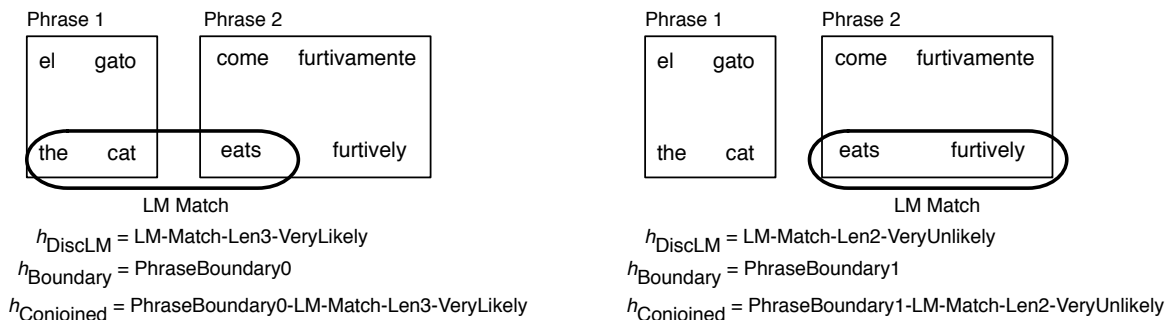 Phrase 1 Phrase 2
el gato come furtivamente
the cat eats furtively
LM Match
hDiscLM = LM-Match-Len3-VeryLikely
hBoundary = PhraseBoundary0
hConjoined = PhraseBoundary0-LM-Match-Len3-VeryLikely
Phrase 1 Phrase 2
el gato come furtivamente
the cat eats furtively
LM Match
hDiscLM = LM-Match-Len2-VeryUnlikely
hBoundary = PhraseBoundary1
hConjoined = PhraseBoundary1-LM-Match-Len2-VeryUnlikely